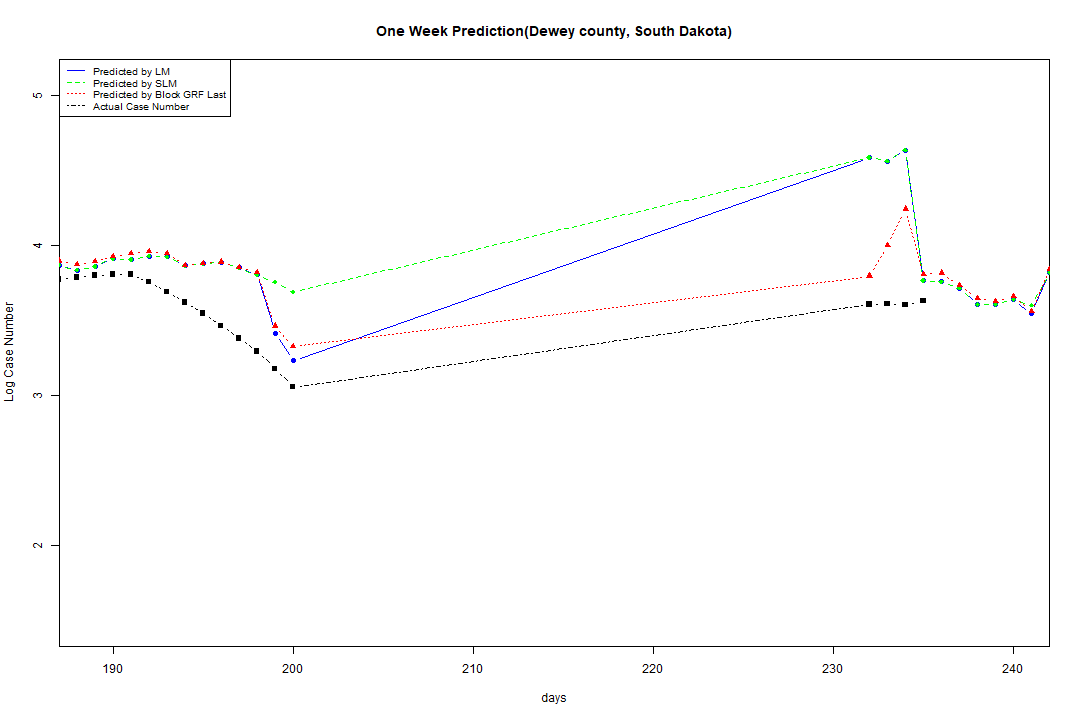 One Week Prediction(Dewey county, South Dakota)
Predicted by LM
Predicted by SLM
Predicted by Block GRF Last
Actual Case Number
5
4
3
2
Log Case Number
190 200 210 220 230 240
days